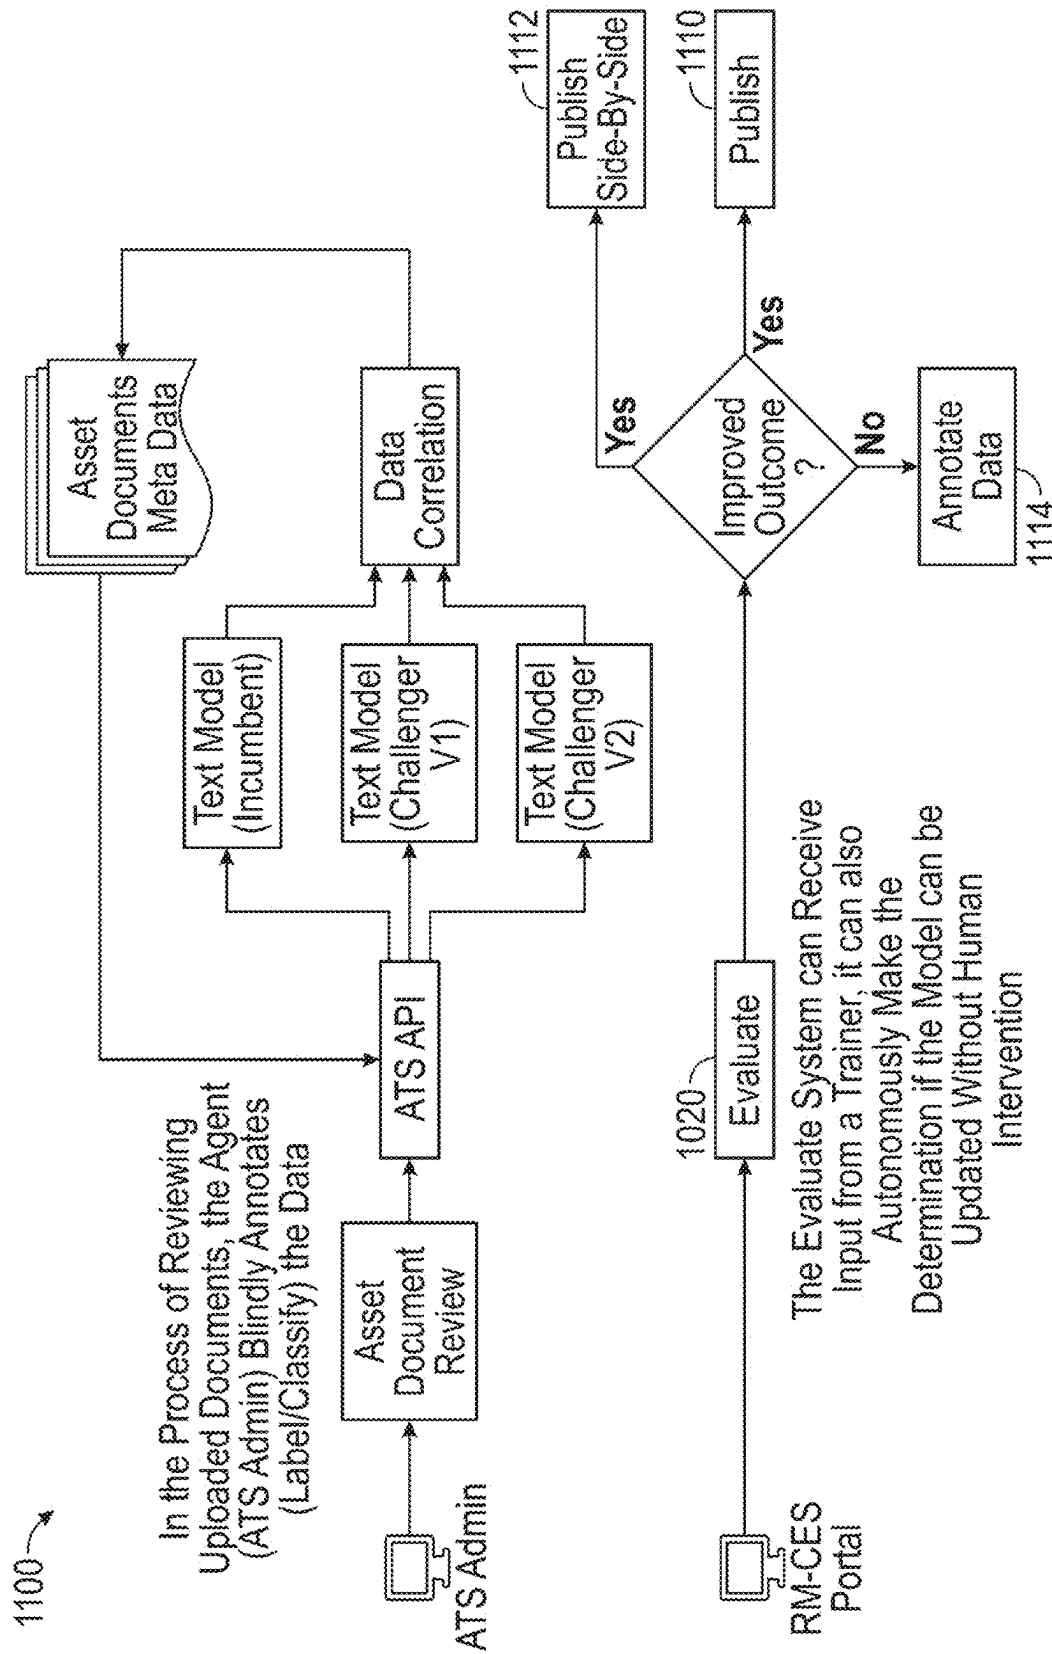 1100
In the Process of Reviewing
Uploaded Documents, the Agent
(ATS Admin) Blindly Annotates
(Label/Classify) the Data
ATS Admin
Asset
Document
Review
ATS API
Text Model
(Incumbent)
Text Model
(Challenger
V1)
Text Model
(Challenger
V2)
Data
Correlation
Asset
Documents
Meta Data
RM-CES
Portal
1020
Evaluate
The Evaluate System can Receive
Input from a Trainer, it can also
Autonomously Make the
Determination if the Model can be
Updated Without Human
Intervention
Improved
Outcome
?
Yes
Yes
No
Publish
Side-By-Side
1112
Publish
1110
Annotate
Data
1114